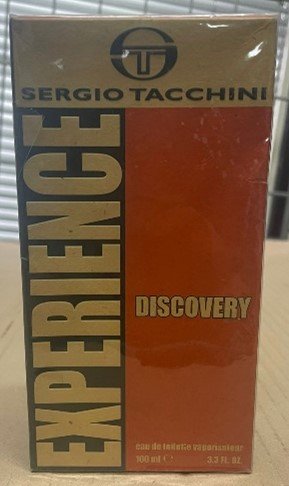 SERGIO TACCHINI
EXPERIENCE
DISCOVERY
eau de toilette vaporisateur
100 ml ℮ 3.3 FL. OZ.